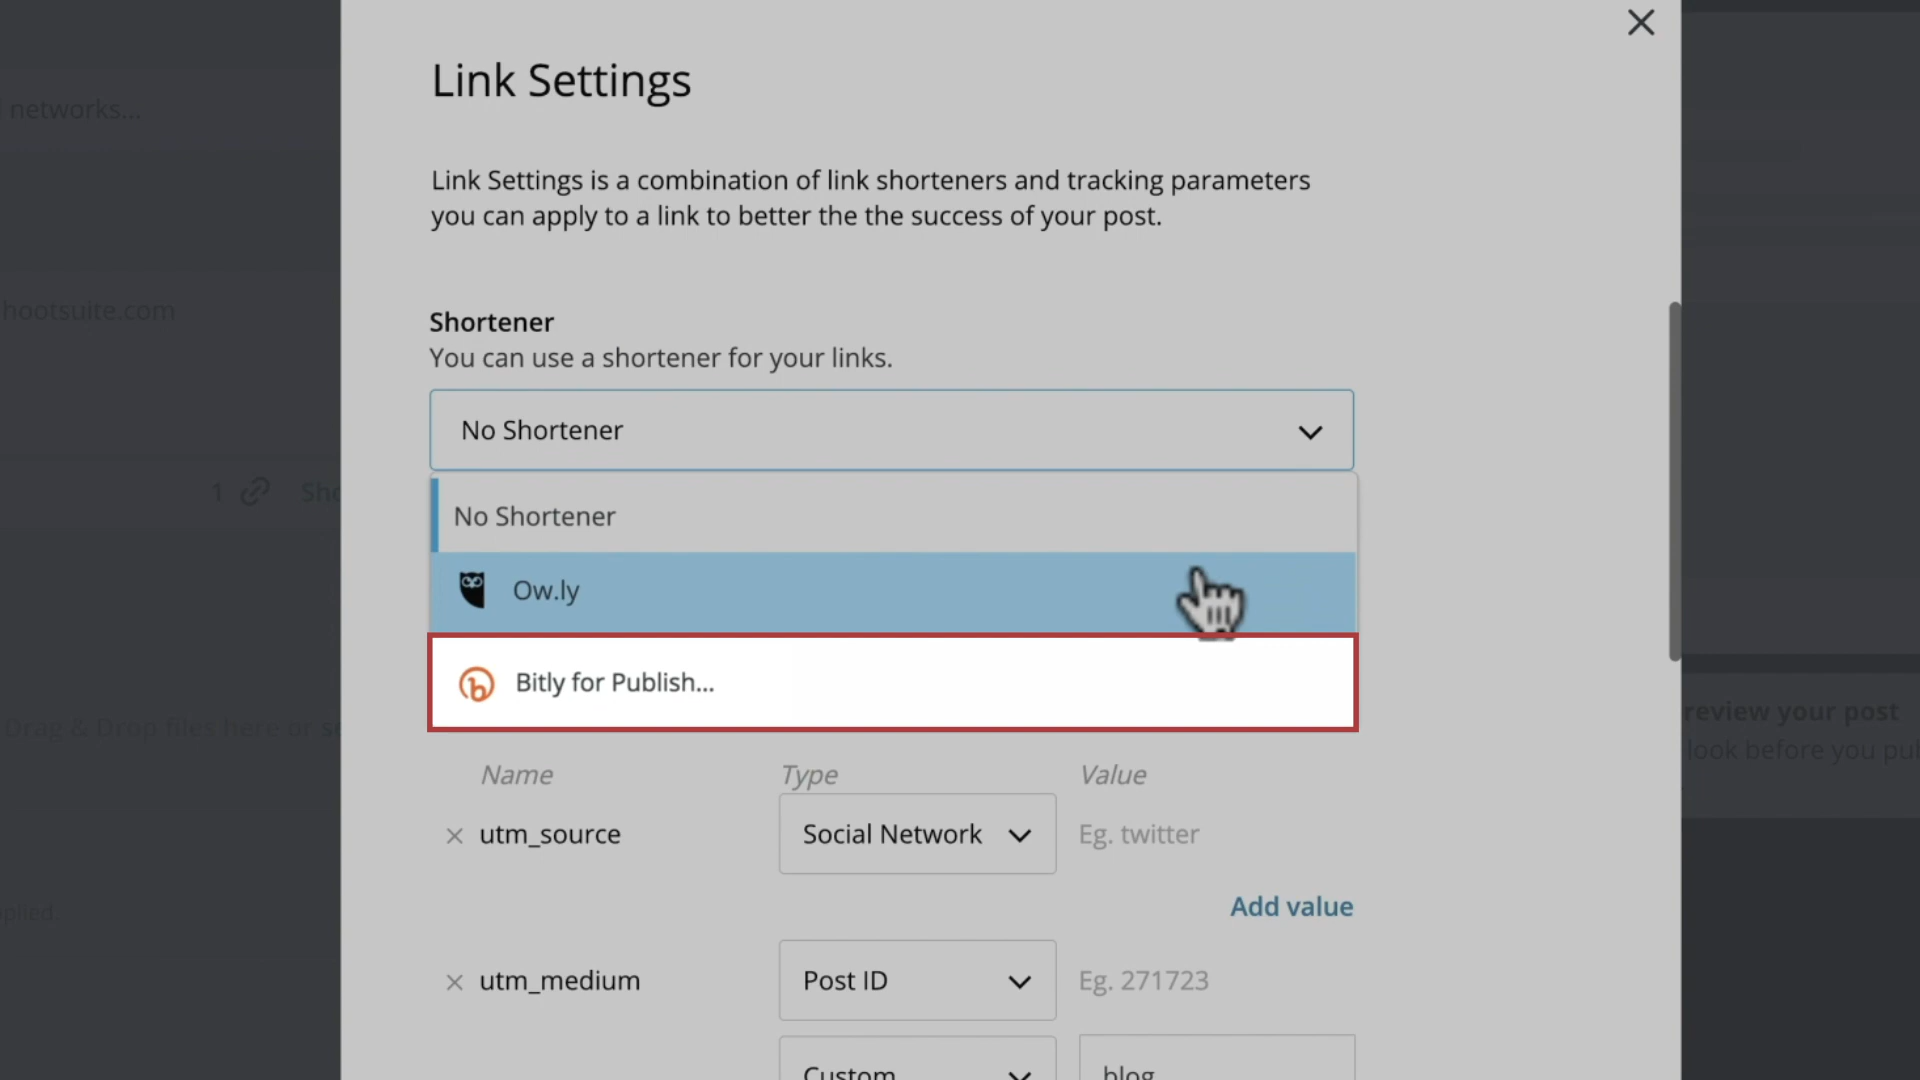 networks...
hootsuite.com
1
Drag & Drop files here or
Link Settings
Link Settings is a combination of link shorteners and tracking parameters
you can apply to a link to better the the success of your post.
Shortener
You can use a shortener for your links.
No Shortener
No Shortener
Ow.ly
Bitly for Publish...
Name Type Value
utm_source Social Network Eg. twitter
Add value
utm_medium Post ID Eg. 271723
Custom blog
review your post
look before you pu